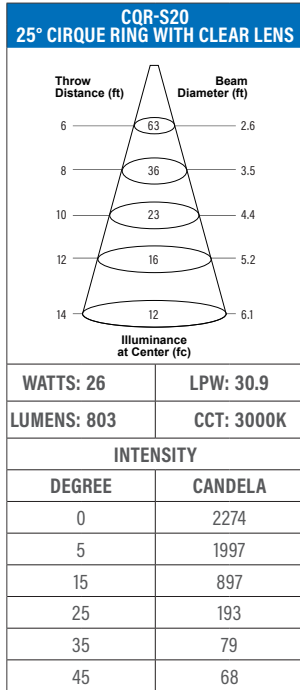 CQR-S20
25° CIRQUE RING WITH CLEAR LENS
Throw Beam
Distance (ft) Diameter (ft)
6 63 2.6
8 36 3.5
10 23 4.4
12 16 5.2
14 12 6.1
Illuminance
at Center (fc)
WATTS: 26 LPW: 30.9
LUMENS: 803 CCT: 3000K
INTENSITY
DEGREE CANDELA
0 2274
5 1997
15 897
25 193
35 79
45 68